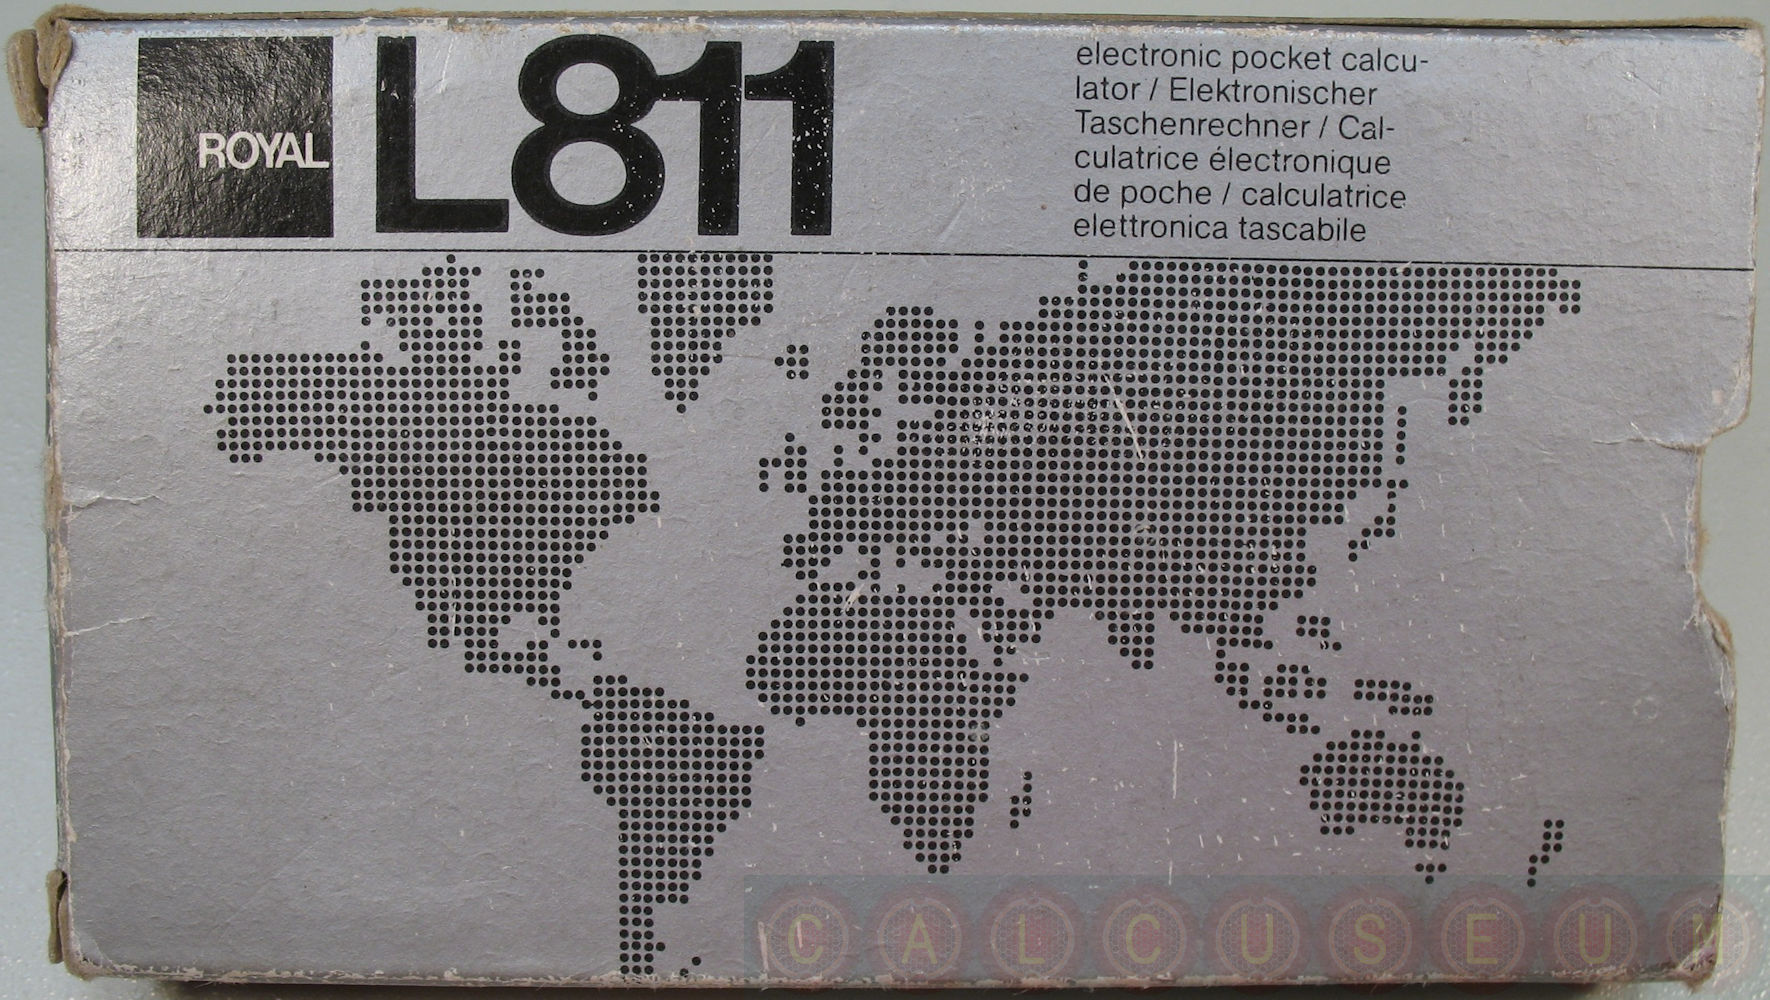 ROYAL
L811
electronic pocket calcu-
lator / Elektronischer
Taschenrechner / Cal-
culatrice électronique
de poche / calculatrice
elettronica tascabile
CALCUSEUM